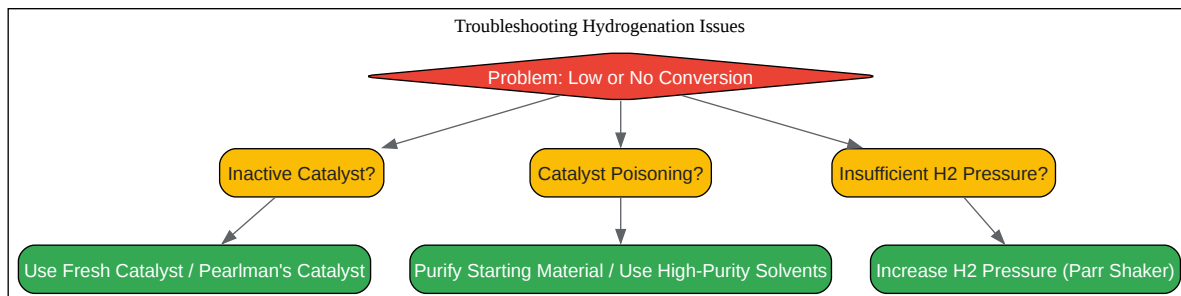 Troubleshooting Hydrogenation Issues
Problem: Low or No Conversion
Inactive Catalyst?
Catalyst Poisoning?
Insufficient H2 Pressure?
Use Fresh Catalyst / Pearlman's Catalyst
Purify Starting Material / Use High-Purity Solvents
Increase H2 Pressure (Parr Shaker)